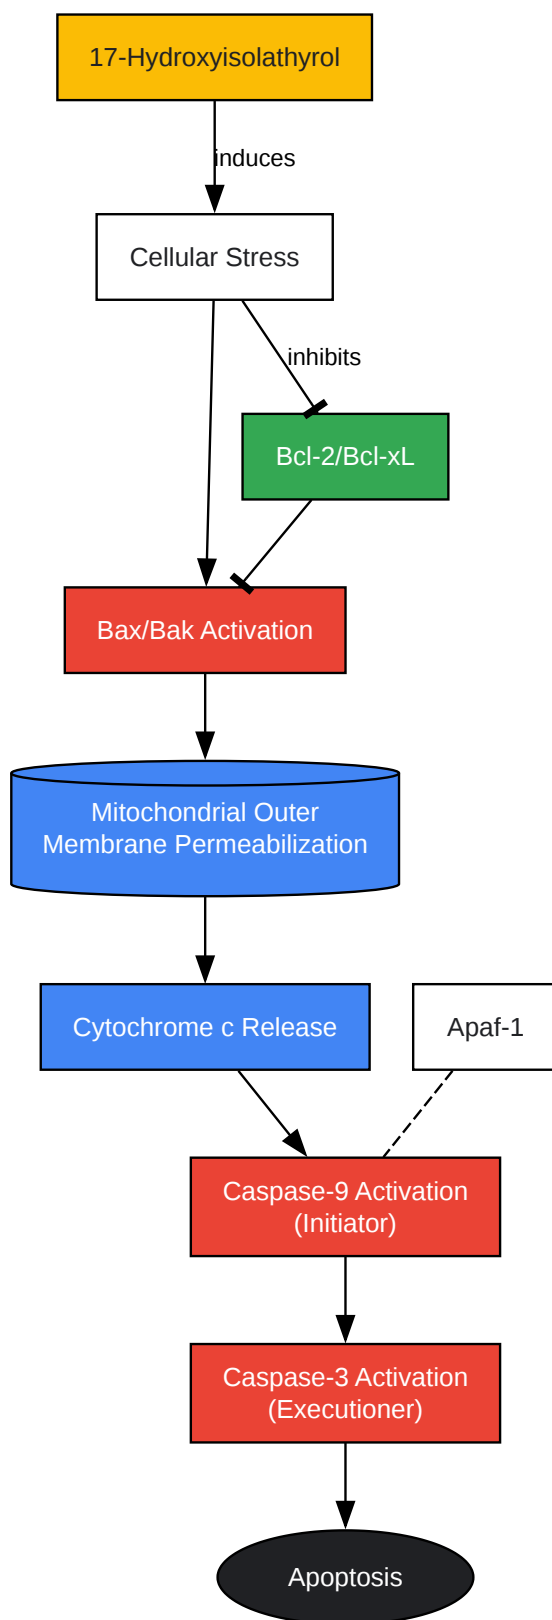 17-Hydroxyisolathyrol
induces
Cellular Stress
inhibits
Bcl-2/Bcl-xL
Bax/Bak Activation
Mitochondrial Outer
Membrane Permeabilization
Cytochrome c Release
Apaf-1
Caspase-9 Activation
(Initiator)
Caspase-3 Activation
(Executioner)
Apoptosis